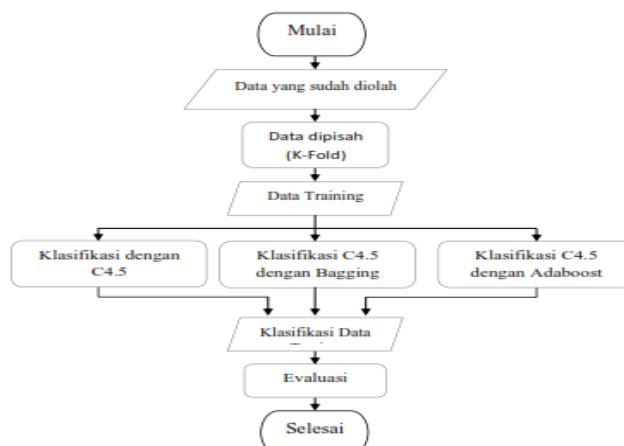 Mulai
Data yang sudah diolah
Data dipisah
(K-Fold)
Data Training
Klasifikasi dengan
C4.5
Klasifikasi C4.5
dengan Bagging
Klasifikasi C4.5
dengan Adaboost
Klasifikasi Data
Evaluasi
Selesai